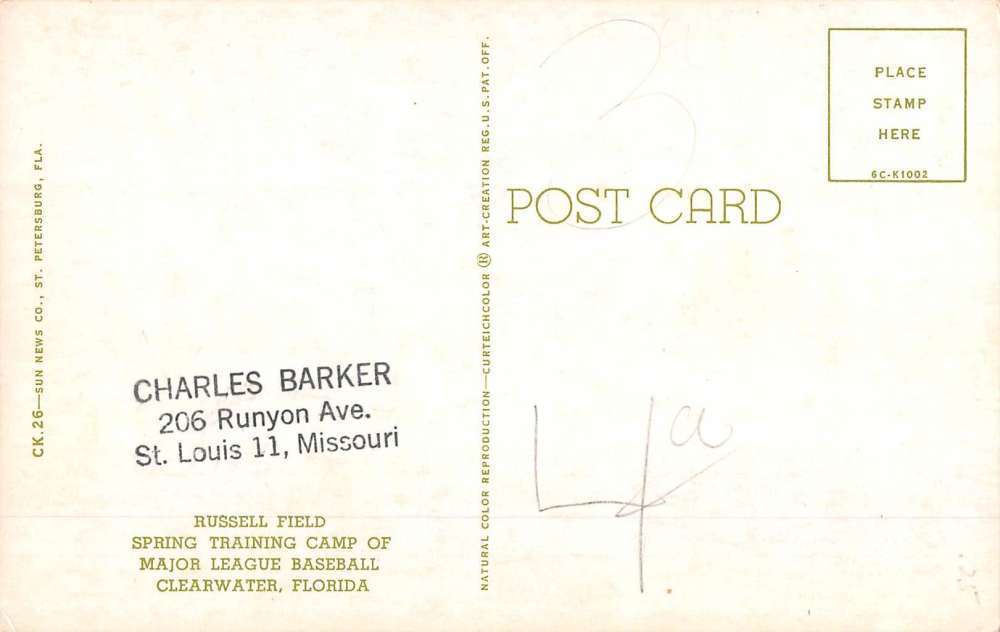 CK.26—SUN NEWS CO., ST. PETERSBURG, FLA.
CHARLES BARKER
206 Runyon Ave.
St. Louis 11, Missouri
RUSSELL FIELD
SPRING TRAINING CAMP OF
MAJOR LEAGUE BASEBALL
CLEARWATER, FLORIDA
NATURAL COLOR REPRODUCTION—CURTEICHCOLOR ® ART-CREATION REG. U.S. PAT. OFF.
3
POST CARD
PLACE
STAMP
HERE
6C-K1002
4a